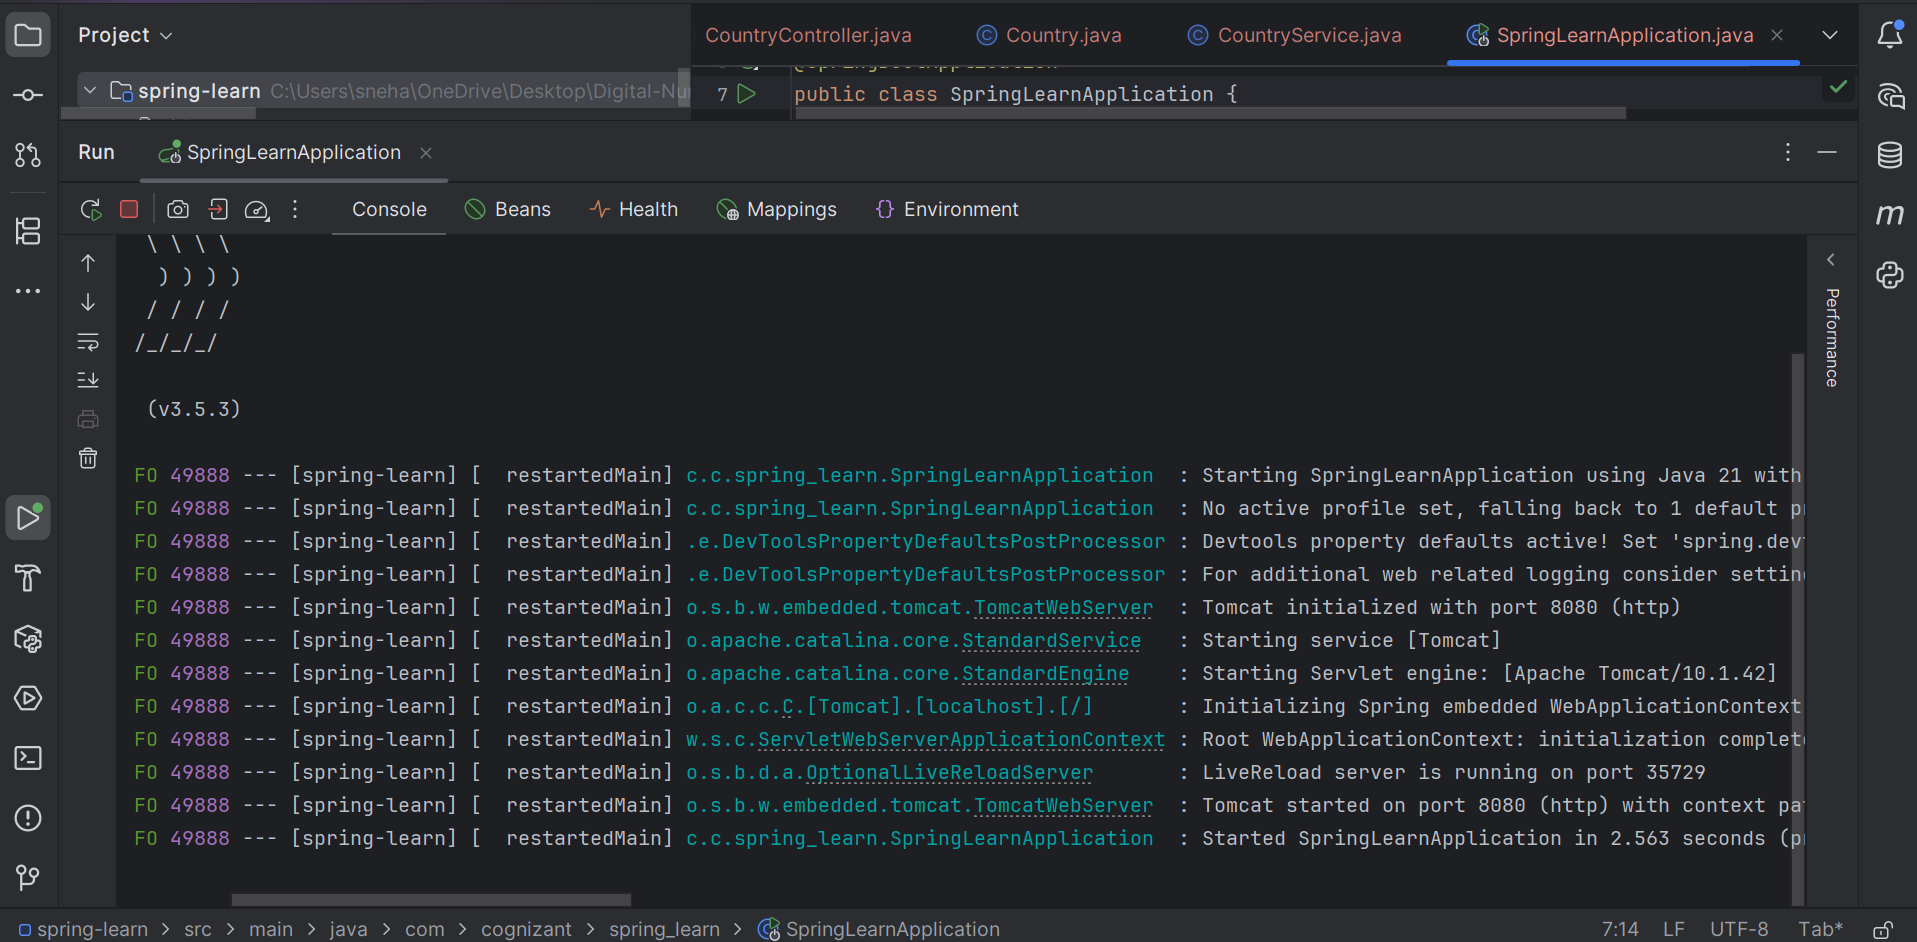 Project
CountryController.java
Country.java
CountryService.java
SpringLearnApplication.java
spring-learn C:\Users\sneha\OneDrive\Desktop\Digital-Nur
7 public class SpringLearnApplication {
Run
SpringLearnApplication
Console
Beans
Health
Mappings
Environment
\ \ \ \
) ) ) )
/ / / /
/_/_/_/
(v3.5.3)
FO 49888 --- [spring-learn] [  restartedMain] c.c.spring_learn.SpringLearnApplication  : Starting SpringLearnApplication using Java 21 with
FO 49888 --- [spring-learn] [  restartedMain] c.c.spring_learn.SpringLearnApplication  : No active profile set, falling back to 1 default p
FO 49888 --- [spring-learn] [  restartedMain] .e.DevToolsPropertyDefaultsPostProcessor : Devtools property defaults active! Set 'spring.dev
FO 49888 --- [spring-learn] [  restartedMain] .e.DevToolsPropertyDefaultsPostProcessor : For additional web related logging consider settin
FO 49888 --- [spring-learn] [  restartedMain] o.s.b.w.embedded.tomcat.TomcatWebServer  : Tomcat initialized with port 8080 (http)
FO 49888 --- [spring-learn] [  restartedMain] o.apache.catalina.core.StandardService   : Starting service [Tomcat]
FO 49888 --- [spring-learn] [  restartedMain] o.apache.catalina.core.StandardEngine    : Starting Servlet engine: [Apache Tomcat/10.1.42]
FO 49888 --- [spring-learn] [  restartedMain] o.a.c.c.C.[Tomcat].[localhost].[/]       : Initializing Spring embedded WebApplicationContext
FO 49888 --- [spring-learn] [  restartedMain] w.s.c.ServletWebServerApplicationContext : Root WebApplicationContext: initialization complet
FO 49888 --- [spring-learn] [  restartedMain] o.s.b.d.a.OptionalLiveReloadServer       : LiveReload server is running on port 35729
FO 49888 --- [spring-learn] [  restartedMain] o.s.b.w.embedded.tomcat.TomcatWebServer  : Tomcat started on port 8080 (http) with context pa
FO 49888 --- [spring-learn] [  restartedMain] c.c.spring_learn.SpringLearnApplication  : Started SpringLearnApplication in 2.563 seconds (p
Performance
spring-learn > src > main > java > com > cognizant > spring_learn > SpringLearnApplication
7:14 LF UTF-8 Tab*